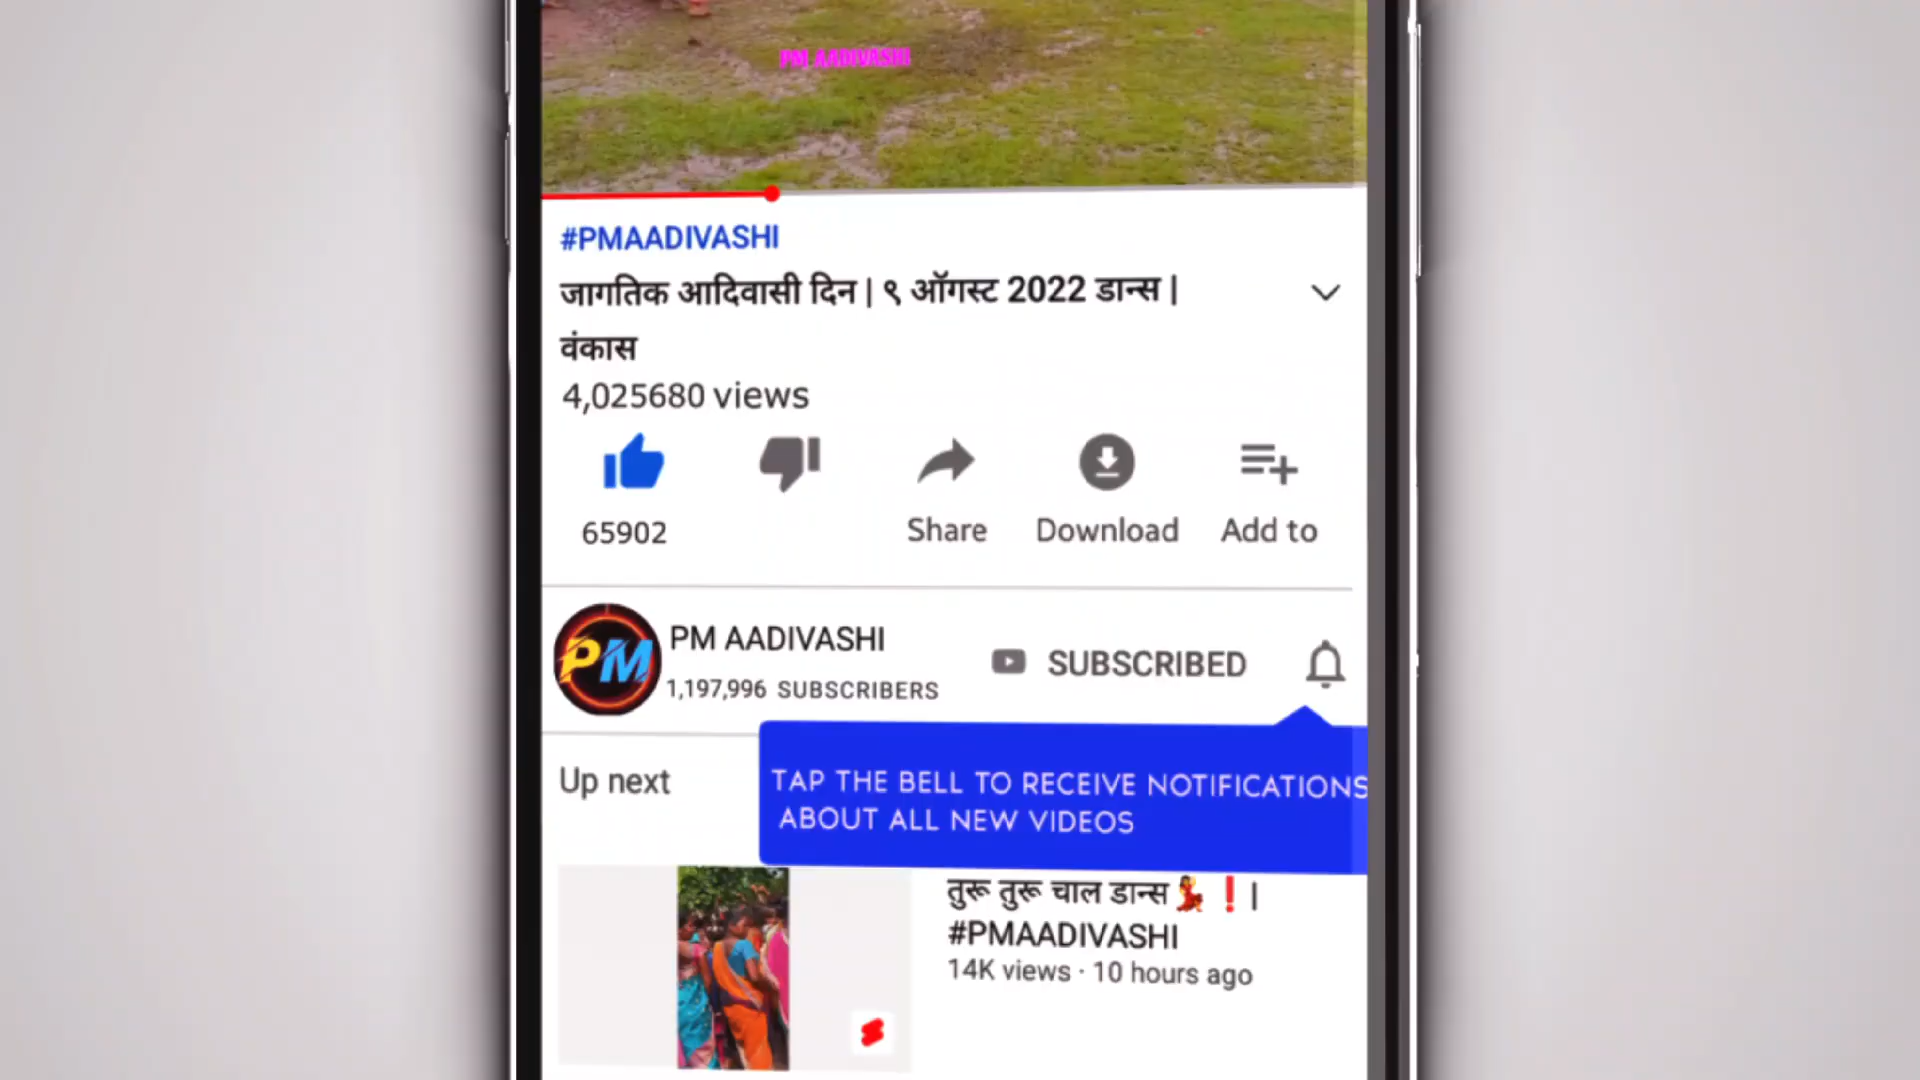 PM AADIVASHI
#PMAADIVASHI
जागतिक आदिवासी दिन | ९ ऑगस्ट 2022 डान्स |
वंकास
4,025680 views
65902
Share
Download
Add to
PM
PM AADIVASHI
1,197,996 SUBSCRIBERS
SUBSCRIBED
TAP THE BELL TO RECEIVE NOTIFICATIONS
ABOUT ALL NEW VIDEOS
Up next
तुरू तुरू चाल डान्स💃❗|
#PMAADIVASHI
14K views · 10 hours ago